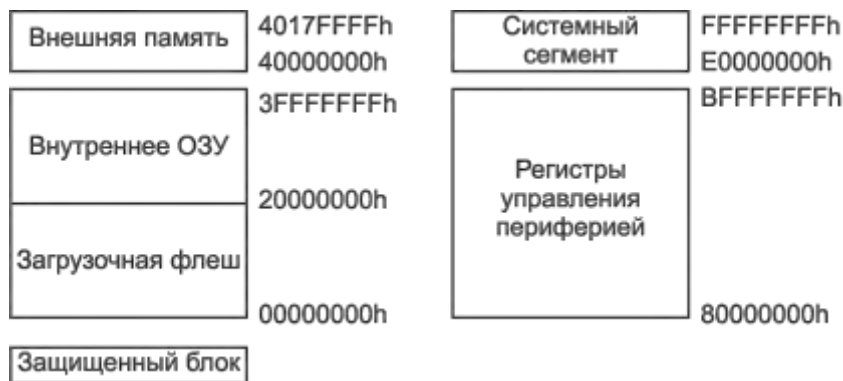 Внешняя память
4017FFFFh
40000000h
3FFFFFFFh
Внутреннее ОЗУ
20000000h
Загрузочная флеш
00000000h
Защищенный блок
Системный
сегмент
FFFFFFFFh
E0000000h
BFFFFFFFh
Регистры
управления
периферией
80000000h